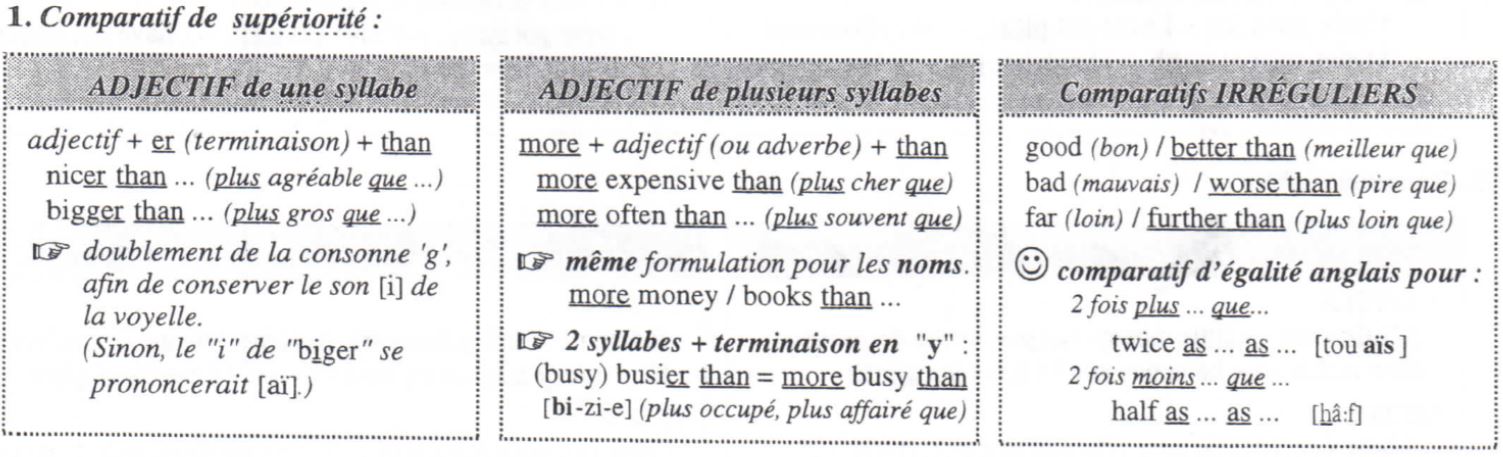 1. Comparatif de supériorité :
ADJECTIF de une syllabe
adjectif + er (terminaison) + than
nicer than ... (plus agréable que ...)
bigger than ... (plus gros que ...)
☞ doublement de la consonne 'g',
afin de conserver le son [i] de
la voyelle.
(Sinon, le "i" de "biger" se
prononcerait [aï].)
ADJECTIF de plusieurs syllabes
more + adjectif (ou adverbe) + than
more expensive than (plus cher que)
more often than ... (plus souvent que)
☞ même formulation pour les noms.
more money / books than ...
☞ 2 syllabes + terminaison en "y" :
(busy) busier than = more busy than
[bi-zi-e] (plus occupé, plus affairé que)
Comparatifs IRRÉGULIERS
good (bon) / better than (meilleur que)
bad (mauvais) / worse than (pire que)
far (loin) / further than (plus loin que)
☺ comparatif d'égalité anglais pour :
2 fois plus ... que...
twice as ... as ... [tou aïs]
2 fois moins ... que ...
half as ... as ... [hâ:f]